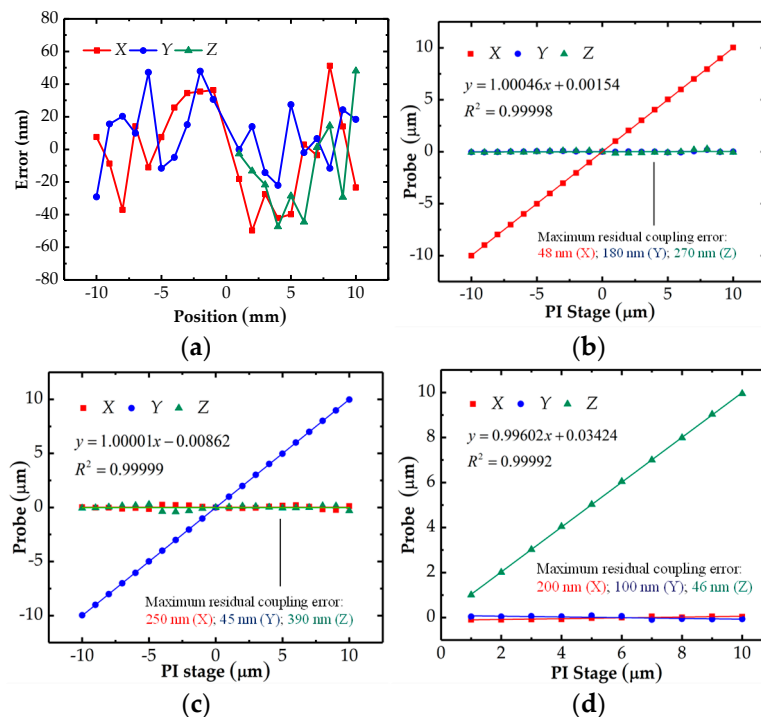 80
60
40
20
0
-20
-40
-60
80
Error (nm)
X Y Z
-10 -5 0 5 10
Position (mm)
(a)
10
5
0
-5
-10
Probe (μm)
X Y Z
y = 1.00046x + 0.00154
R² = 0.99998
Maximum residual coupling error:
48 nm (X); 180 nm (Y); 270 nm (Z)
-10 -5 0 5 10
PI Stage (μm)
(b)
10
5
0
-5
-10
Probe (μm)
X Y Z
y = 1.00001x − 0.00862
R² = 0.99999
Maximum residual coupling error:
250 nm (X); 45 nm (Y); 390 nm (Z)
-10 -5 0 5 10
PI stage (μm)
(c)
10
8
6
4
2
0
Probe (μm)
X Y Z
y = 0.99602x + 0.03424
R² = 0.99992
Maximum residual coupling error:
200 nm (X); 100 nm (Y); 46 nm (Z)
0 2 4 6 8 10
PI Stage (μm)
(d)